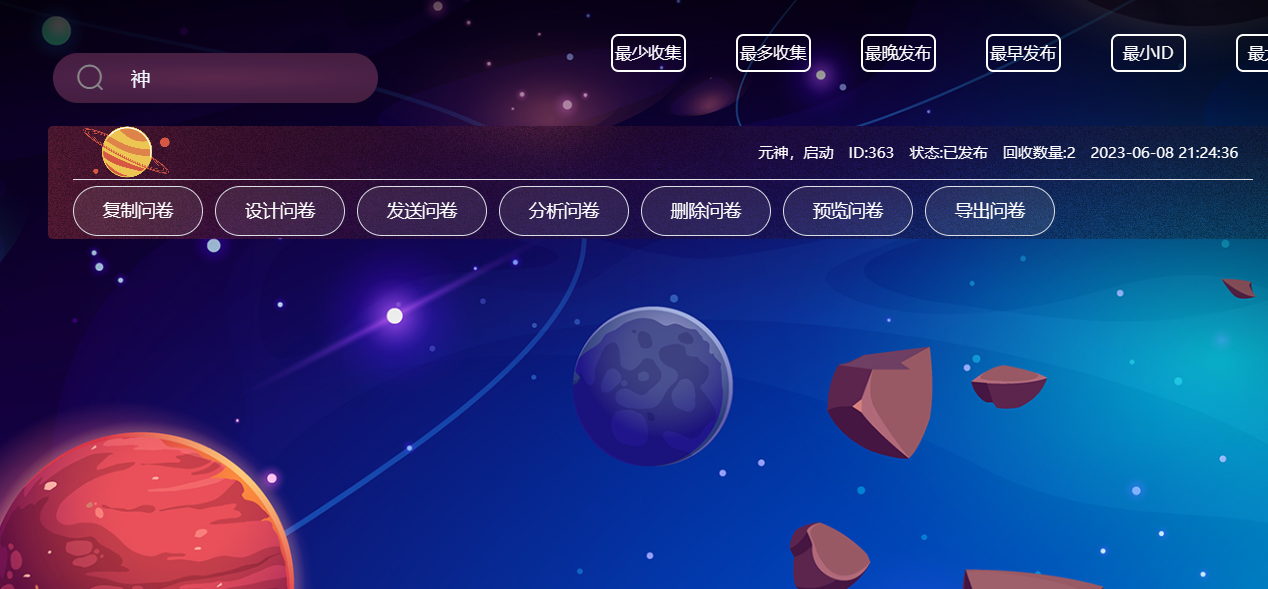 神
最少收集 最多收集 最晚发布 最早发布 最小ID
元神，启动 ID:363 状态:已发布 回收数量:2 2023-06-08 21:24:36
复制问卷 设计问卷 发送问卷 分析问卷 删除问卷 预览问卷 导出问卷